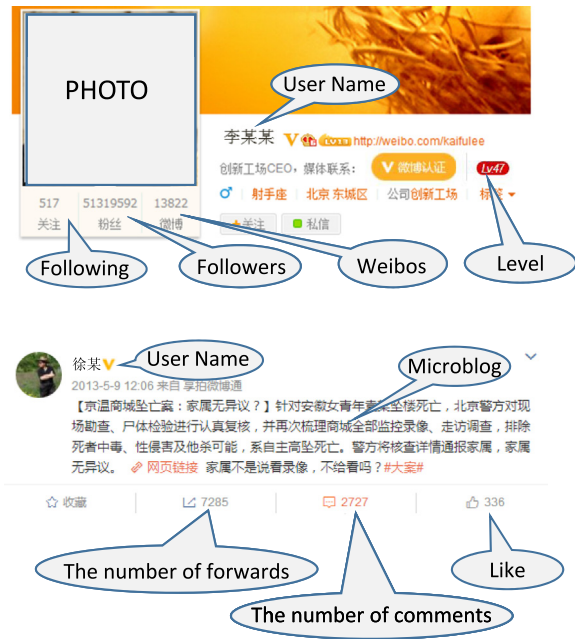 PHOTO
User Name
李某某 V LV19 http://weibo.com/kaifulee
创新工场CEO，媒体联系： V 微博认证 Lv47
射手座 北京 东城区 公司创新工场 标签
517 51319592 13822
关注 粉丝 微博
+关注 私信
Following Followers Weibos Level
徐某V User Name Microblog
2013-5-9 12:06 来自 享拍微博通
【京温商城坠亡案：家属无异议？】针对安徽女青年袁某坠楼死亡，北京警方对现
场勘查、尸体检验进行认真复核，并再次梳理商城全部监控录像、走访调查，排除
死者中毒、性侵害及他杀可能，系自主高坠死亡。警方将核查详情通报家属，家属
无异议。 网页链接 家属不是说看录像，不给看吗？#大案#
收藏 7285 2727 336
The number of forwards Like
The number of comments